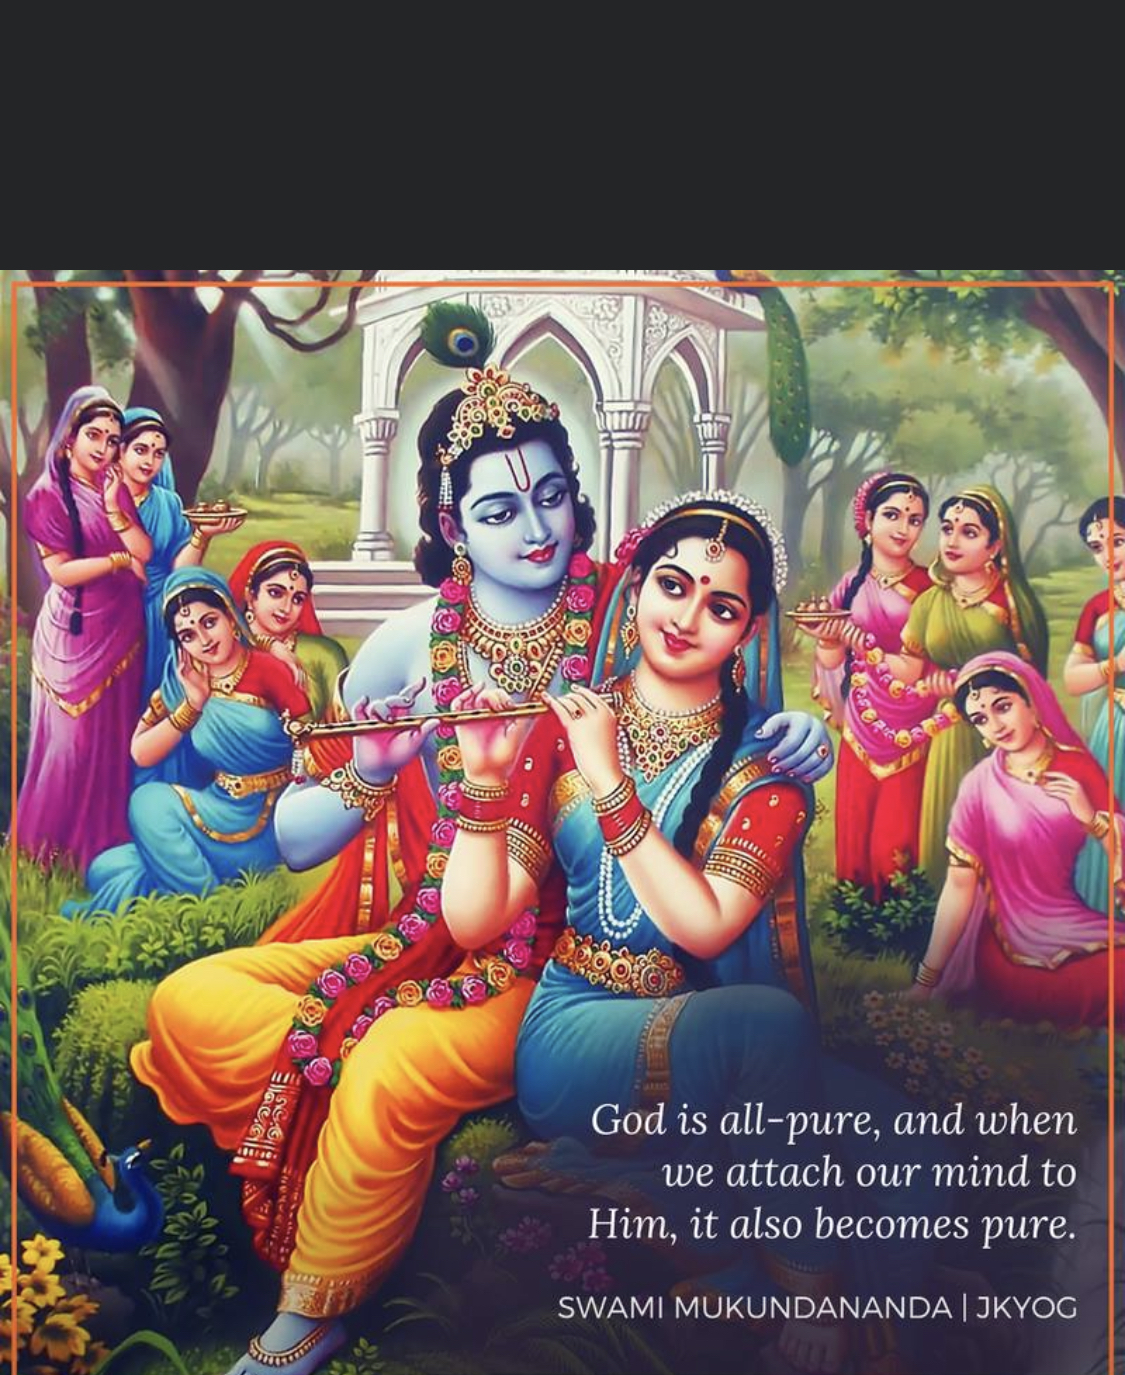 God is all-pure, and when
we attach our mind to
Him, it also becomes pure.
SWAMI MUKUNDANANDA | JKYOG